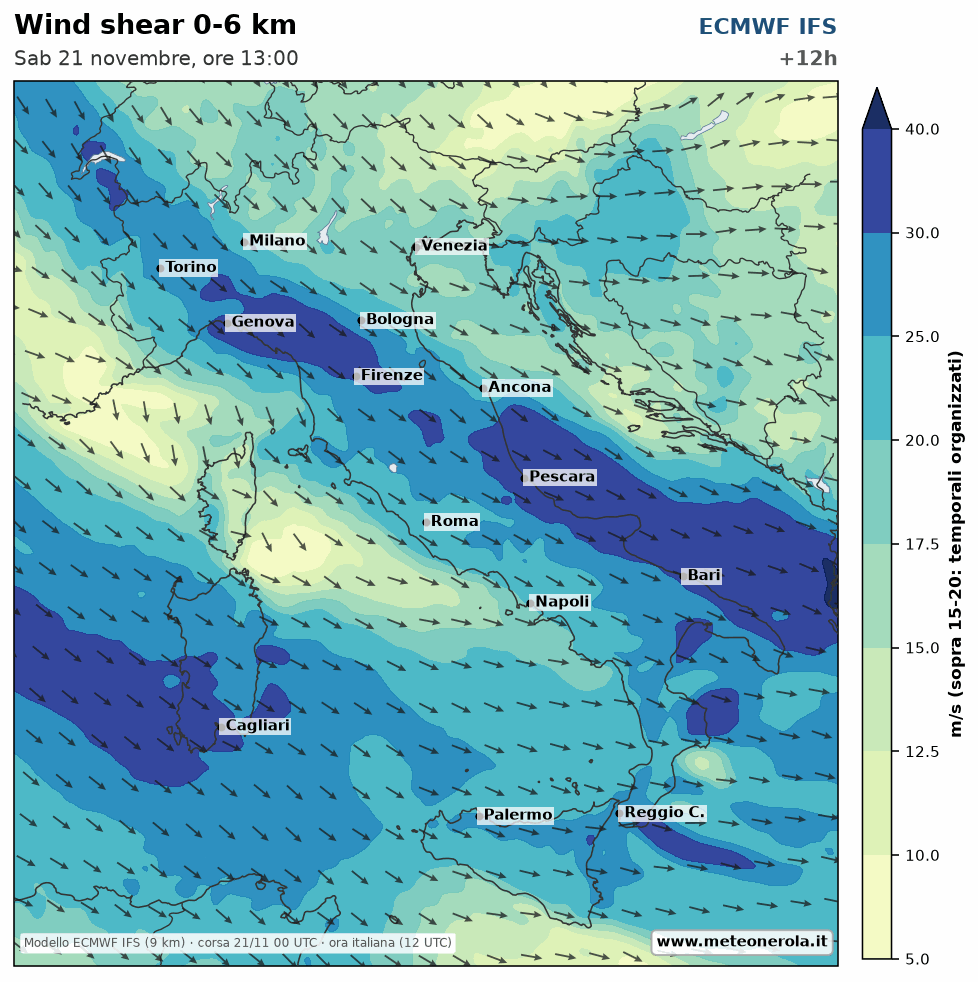 Wind shear 0-6 km
ECMWF IFS
Sab 21 novembre, ore 13:00
+12h
40.0
30.0
25.0
20.0
17.5
15.0
12.5
10.0
5.0
m/s (sopra 15-20: temporali organizzati)
Milano
Venezia
Torino
Genova
Bologna
Firenze
Ancona
Pescara
Roma
Bari
Napoli
Cagliari
Palermo
Reggio C.
Modello ECMWF IFS (9 km) · corsa 21/11 00 UTC · ora italiana (12 UTC)
www.meteonerola.it